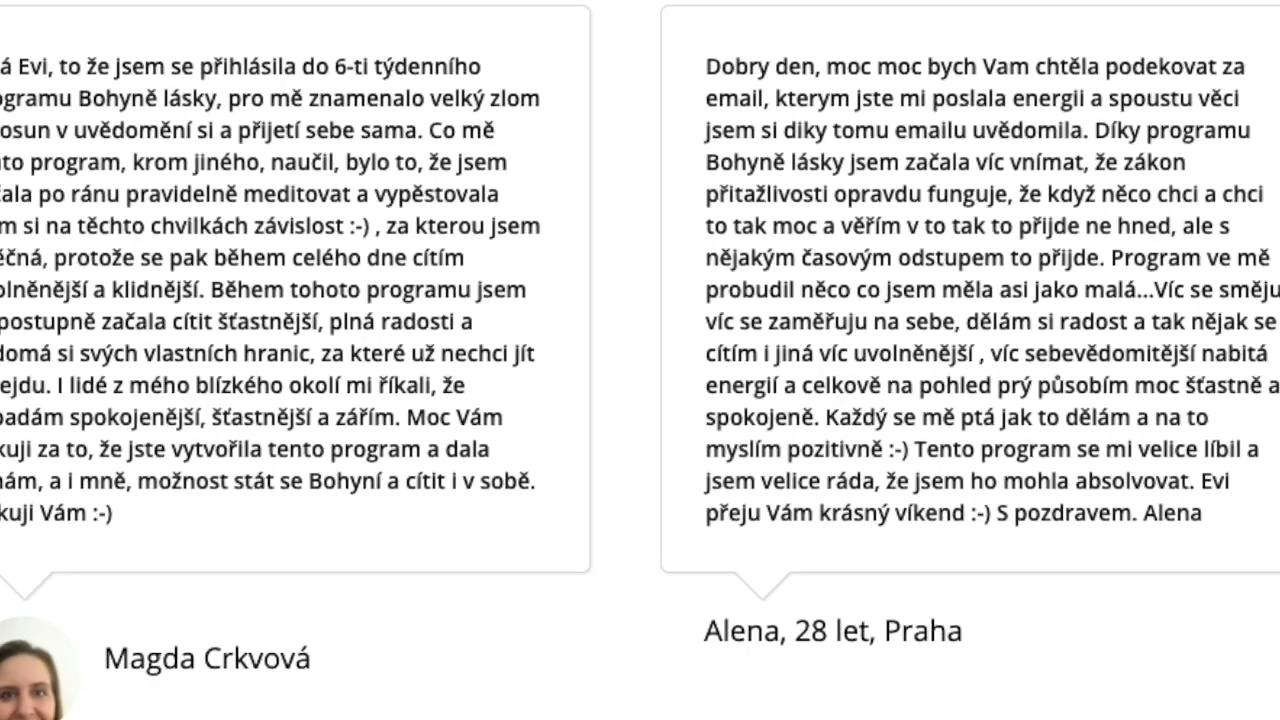 á Evi, to že jsem se přihlásila do 6-ti týdenního
ogramu Bohyně lásky, pro mě znamenalo velký zlom
osun v uvědomění si a přijetí sebe sama. Co mě
to program, krom jiného, naučil, bylo to, že jsem
čala po ránu pravidelně meditovat a vypěstovala
m si na těchto chvilkách závislost :-) , za kterou jsem
ěčná, protože se pak během celého dne cítím
olněnější a klidnější. Během tohoto programu jsem
postupně začala cítit šťastnější, plná radosti a
domá si svých vlastních hranic, za které už nechci jít
ejdu. I lidé z mého blízkého okolí mi říkali, že
padám spokojenější, šťastnější a zářím. Moc Vám
kuji za to, že jste vytvořila tento program a dala
nám, a i mně, možnost stát se Bohyní a cítit i v sobě.
kuji Vám :-)
Magda Crkvová
Dobry den, moc moc bych Vam chtěla podekovat za
email, kterym jste mi poslala energii a spoustu věci
jsem si diky tomu emailu uvědomila. Díky programu
Bohyně lásky jsem začala víc vnímat, že zákon
přitažlivosti opravdu funguje, že když něco chci a chci
to tak moc a věřím v to tak to přijde ne hned, ale s
nějakým časovým odstupem to přijde. Program ve mě
probudil něco co jsem měla asi jako malá...Víc se směju
víc se zaměřuju na sebe, dělám si radost a tak nějak se
cítím i jiná víc uvolněnější , víc sebevědomitější nabitá
energií a celkově na pohled prý působím moc šťastně a
spokojeně. Každý se mě ptá jak to dělám a na to
myslím pozitivně :-) Tento program se mi velice líbil a
jsem velice ráda, že jsem ho mohla absolvovat. Evi
přeju Vám krásný víkend :-) S pozdravem. Alena
Alena, 28 let, Praha